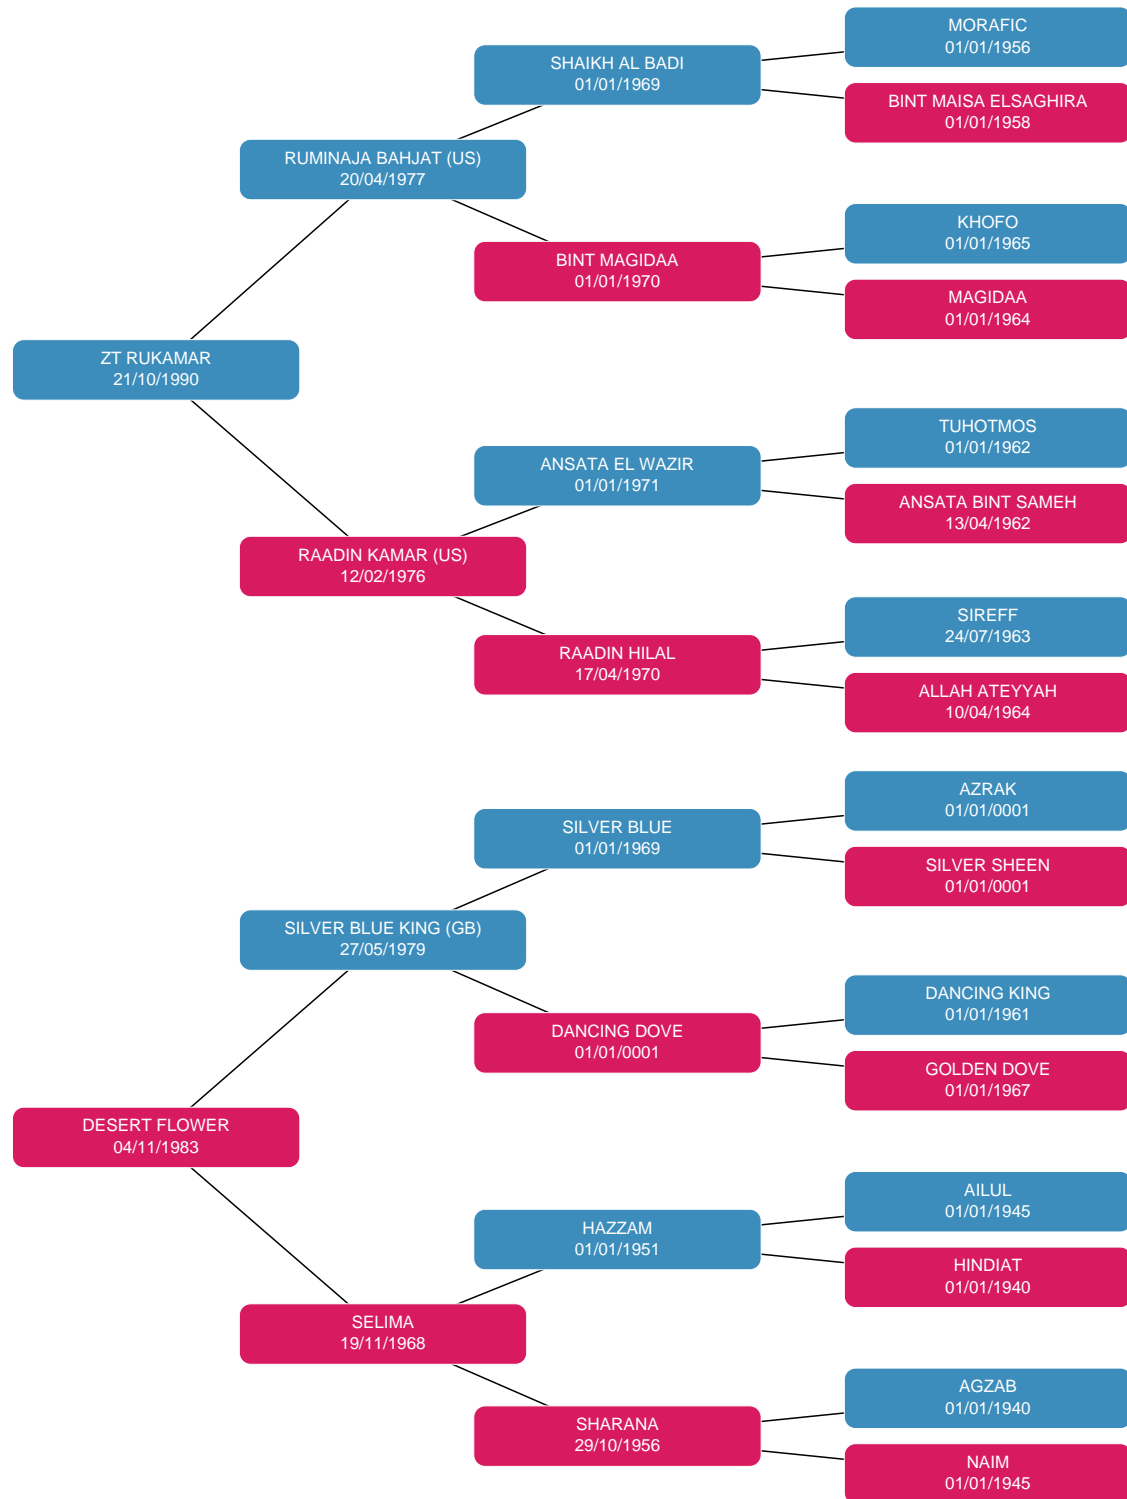 MORAFIC
01/01/1956
SHAIKH AL BADI
01/01/1969
BINT MAISA ELSAGHIRA
01/01/1958
RUMINAJA BAHJAT (US)
20/04/1977
KHOFO
01/01/1965
BINT MAGIDAA
01/01/1970
MAGIDAA
01/01/1964
ZT RUKAMAR
21/10/1990
TUHOTMOS
01/01/1962
ANSATA EL WAZIR
01/01/1971
ANSATA BINT SAMEH
13/04/1962
RAADIN KAMAR (US)
12/02/1976
SIREFF
24/07/1963
RAADIN HILAL
17/04/1970
ALLAH ATEYYAH
10/04/1964
AZRAK
01/01/0001
SILVER BLUE
01/01/1969
SILVER SHEEN
01/01/0001
SILVER BLUE KING (GB)
27/05/1979
DANCING KING
01/01/1961
DANCING DOVE
01/01/0001
GOLDEN DOVE
01/01/1967
DESERT FLOWER
04/11/1983
AILUL
01/01/1945
HAZZAM
01/01/1951
HINDIAT
01/01/1940
SELIMA
19/11/1968
AGZAB
01/01/1940
SHARANA
29/10/1956
NAIM
01/01/1945